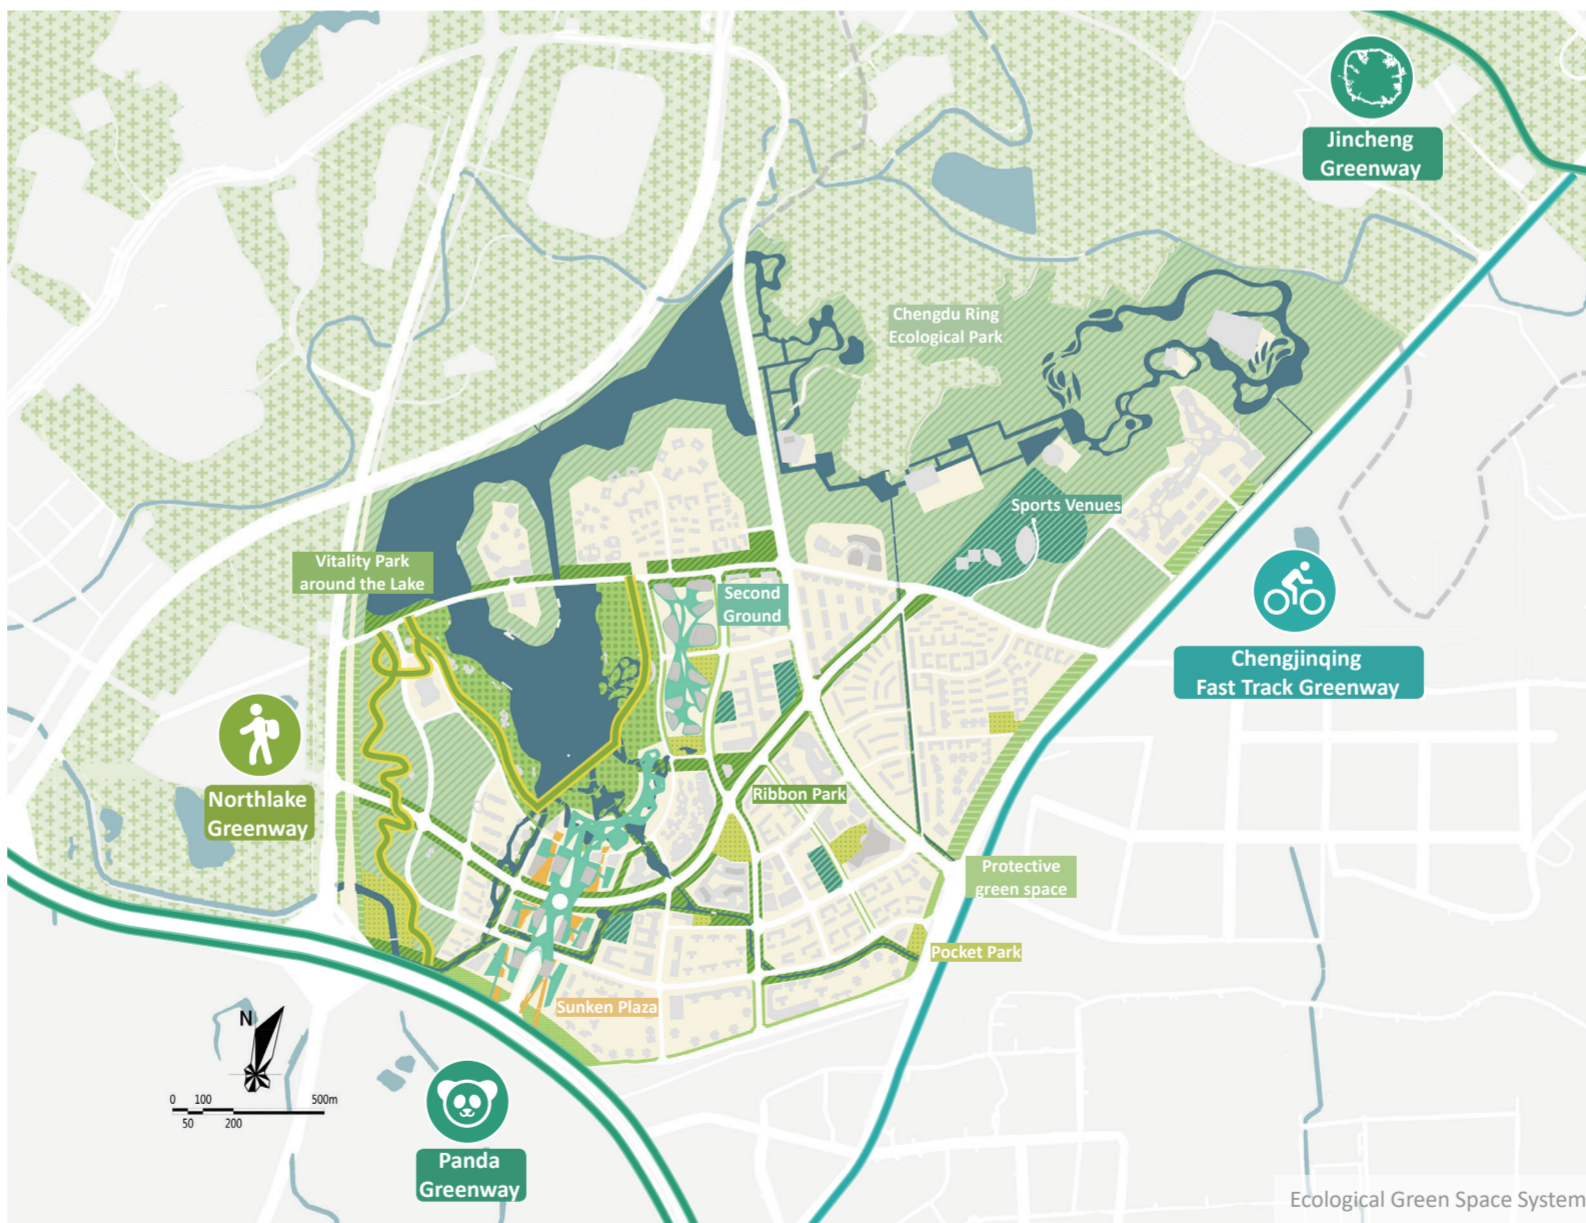 Jincheng
Greenway
Chengdu Ring
Ecological Park
Sports Venues
Vitality Park
around the Lake
Second
Ground
Chengjinqing
Fast Track Greenway
Northlake
Greenway
Ribbon Park
Protective
green space
Pocket Park
Sunken Plaza
N
0 100 500m
50 200
Panda
Greenway
Ecological Green Space System